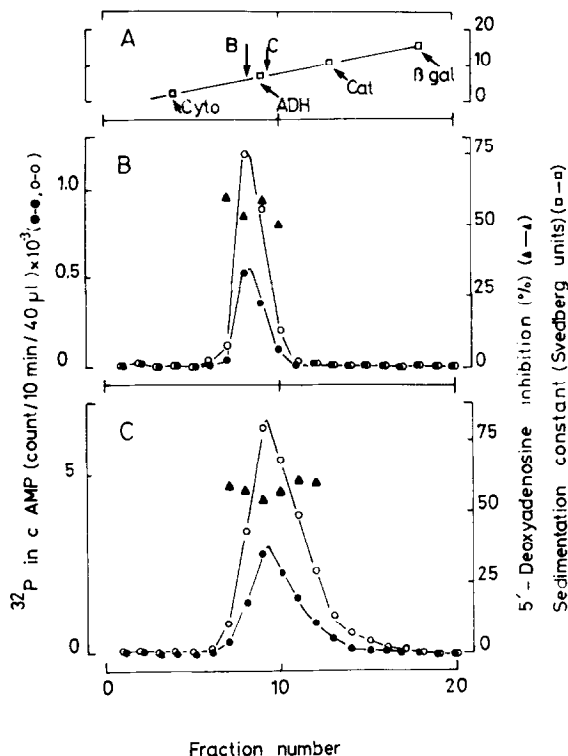 A
B
C
Cyto
ADH
Cat
β gal
20
10
0
B
1.0
0.5
0
75
50
25
0
C
5
0
75
50
25
0
0
10
20
Fraction number
³²P in c AMP (count/10 min/40 µl)×10⁻³(●-●,o-o)
5′-Deoxyadenosine inhibition (%) (▲—▲)
Sedimentation constant (Svedberg units) (□—□)